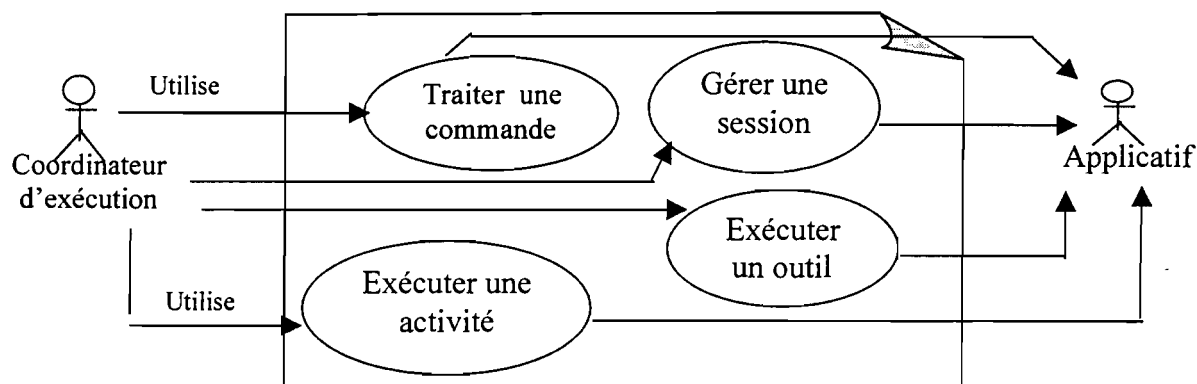 Utilise
Traiter une
commande
Gérer une
session
Applicatif
Coordinateur
d'exécution
Exécuter
un outil
Exécuter une
activité
Utilise